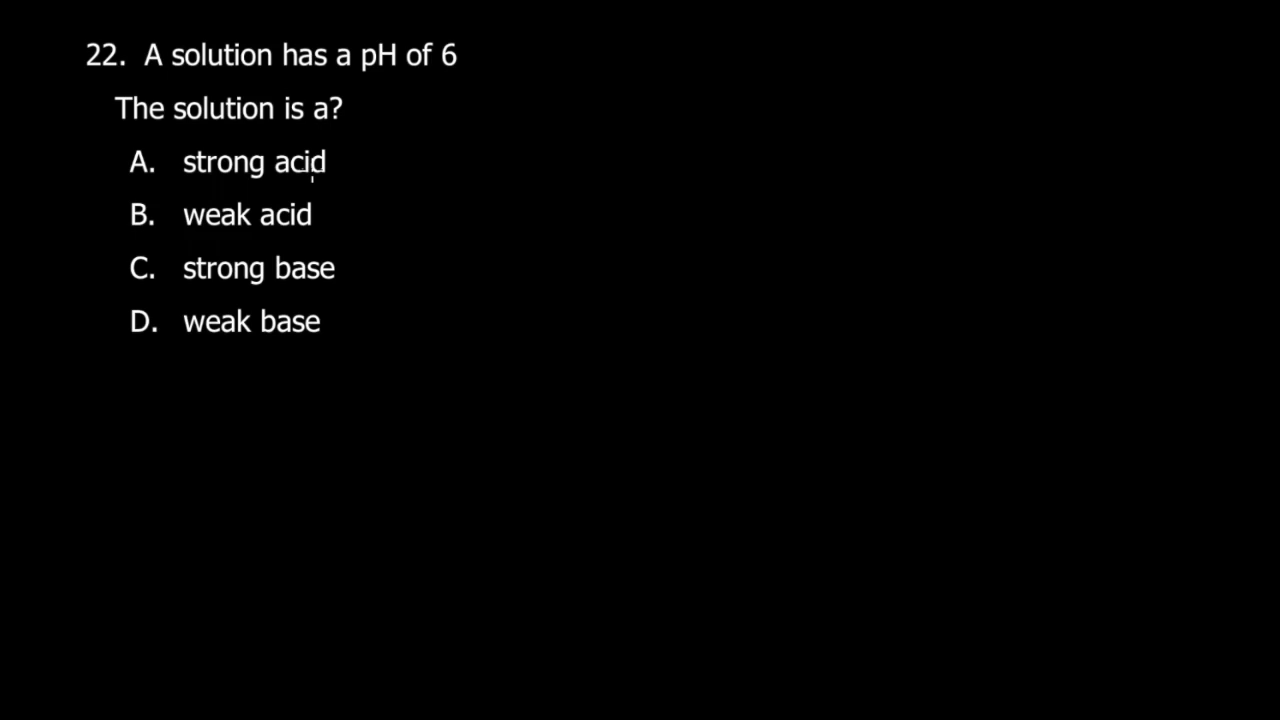 22. A solution has a pH of 6
The solution is a?
A. strong acid
B. weak acid
C. strong base
D. weak base